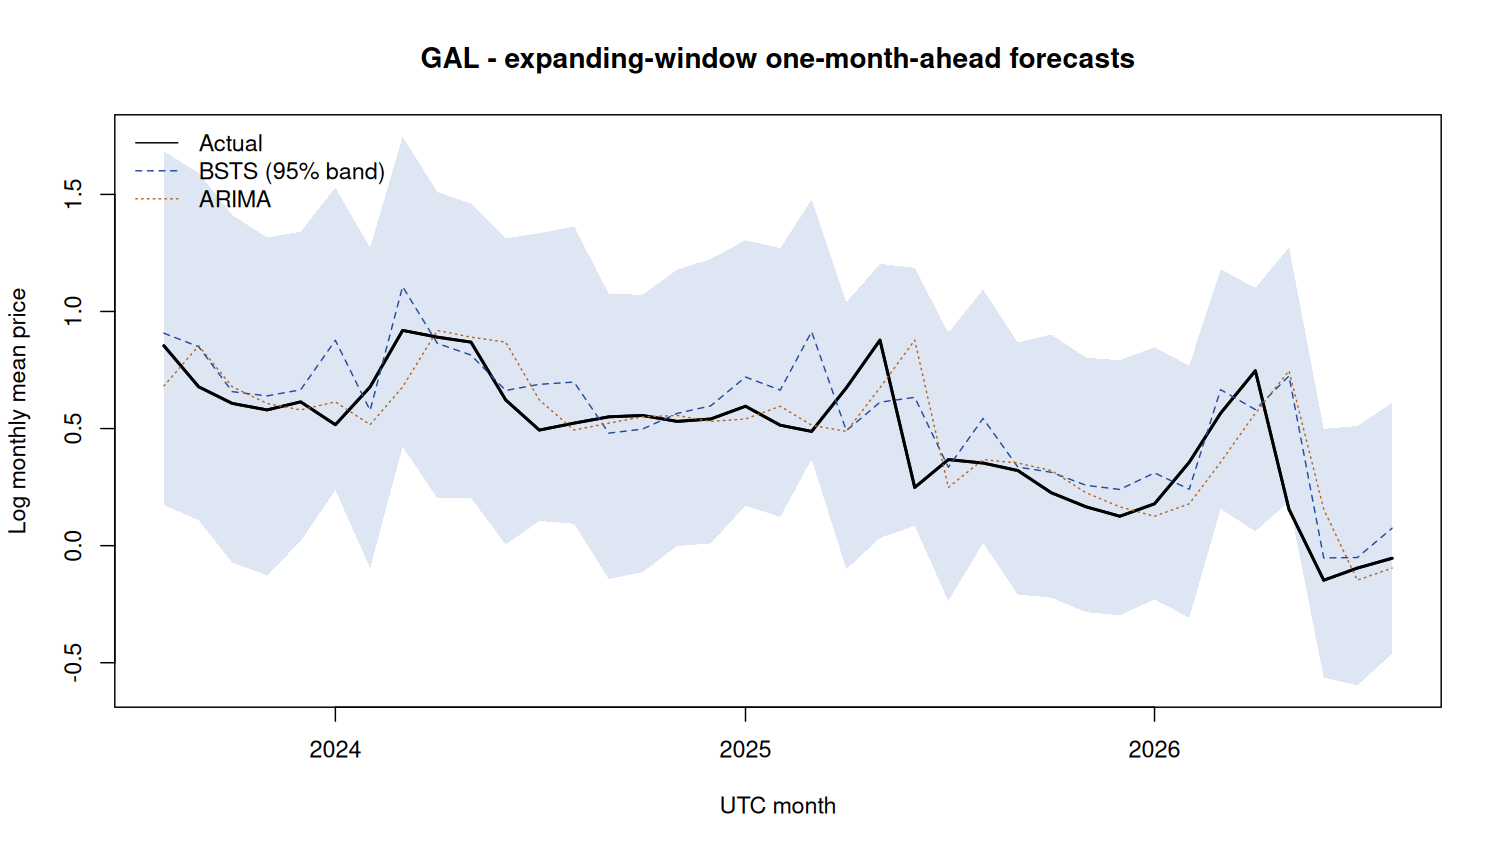 GAL - expanding-window one-month-ahead forecasts
Actual
BSTS (95% band)
ARIMA
Log monthly mean price
1.5
1.0
0.5
0.0
-0.5
2024
2025
2026
UTC month